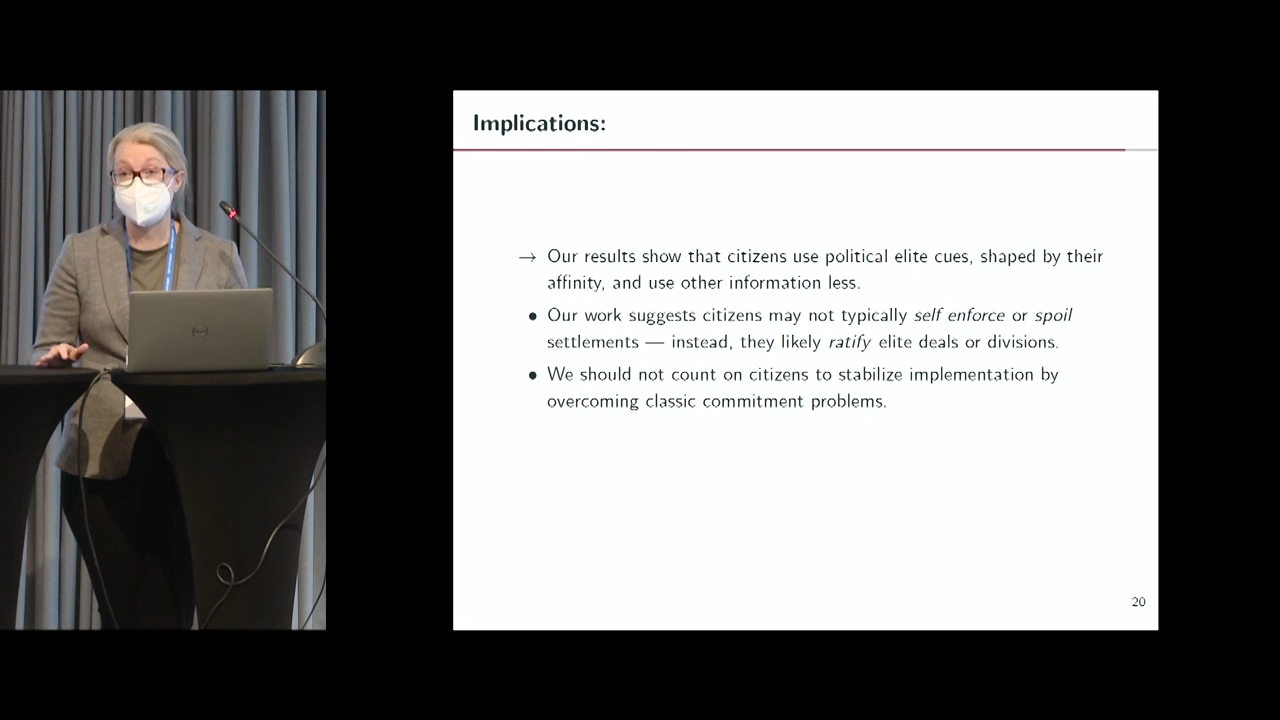 Implications:
→ Our results show that citizens use political elite cues, shaped by their
affinity, and use other information less.
• Our work suggests citizens may not typically self enforce or spoil
settlements — instead, they likely ratify elite deals or divisions.
• We should not count on citizens to stabilize implementation by
overcoming classic commitment problems.
20